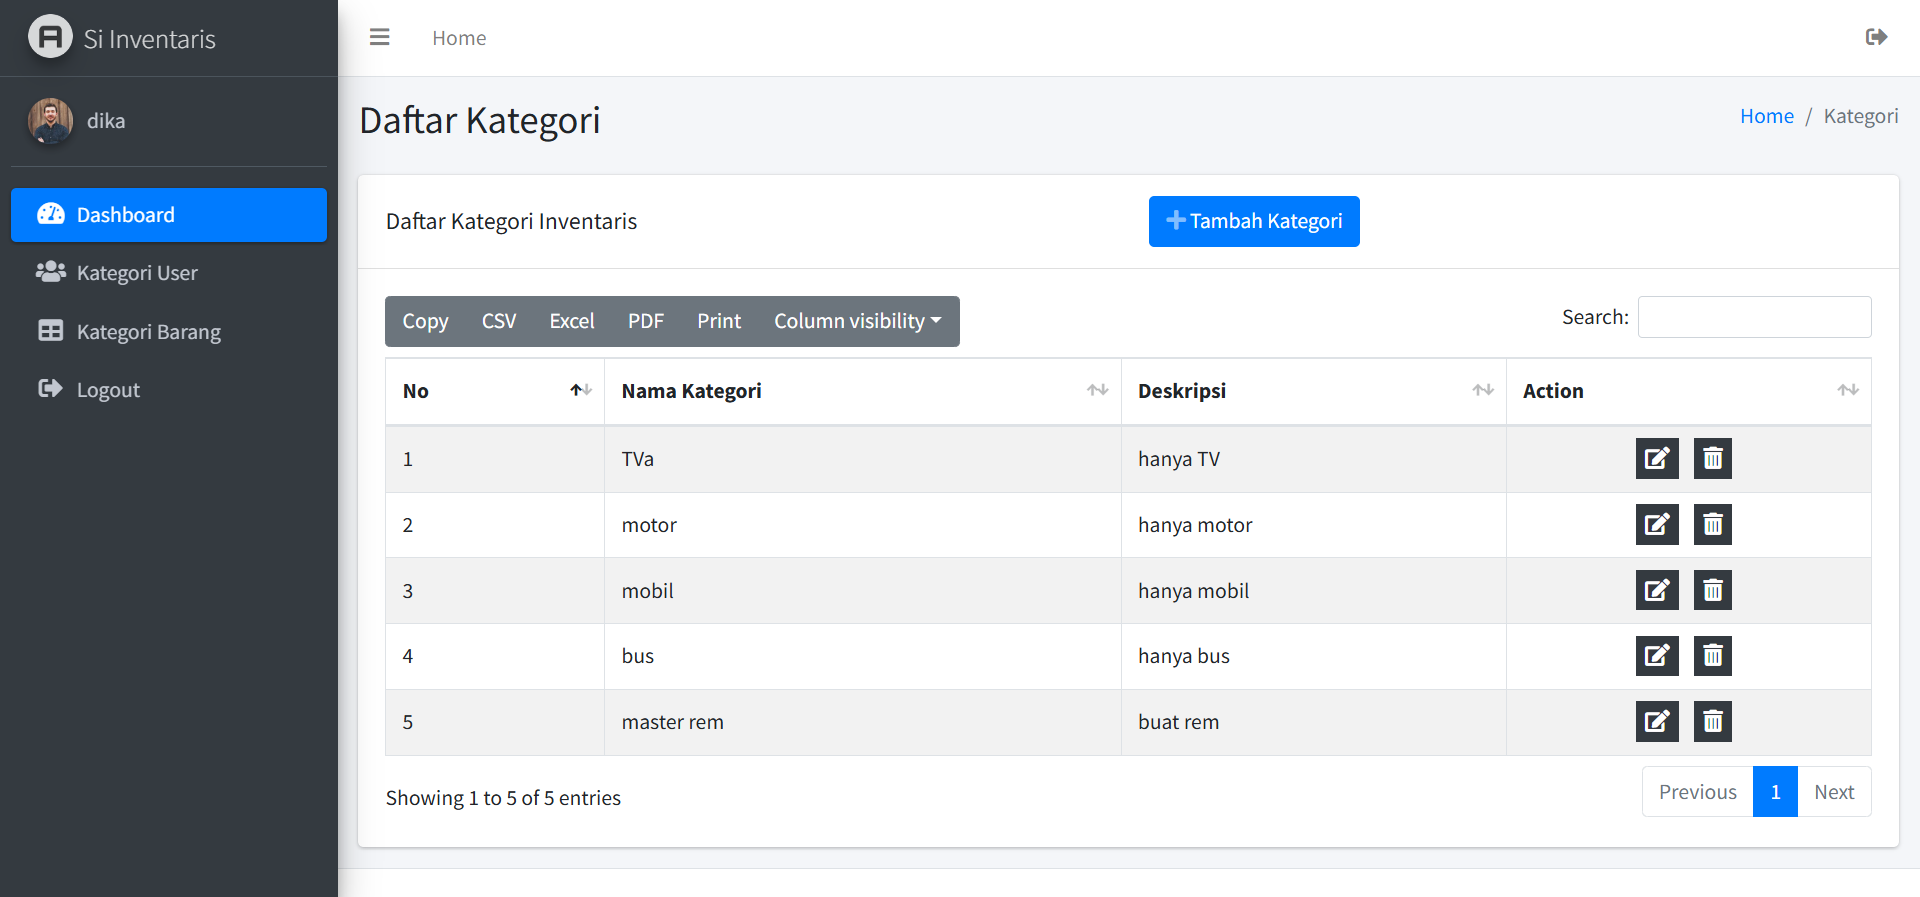 Si Inventaris
Home
dika
Daftar Kategori
Home / Kategori
Dashboard
Kategori User
Kategori Barang
Logout
Daftar Kategori Inventaris
Tambah Kategori
Copy CSV Excel PDF Print Column visibility
Search:
No Nama Kategori Deskripsi Action
1 TVa hanya TV
2 motor hanya motor
3 mobil hanya mobil
4 bus hanya bus
5 master rem buat rem
Showing 1 to 5 of 5 entries
Previous 1 Next